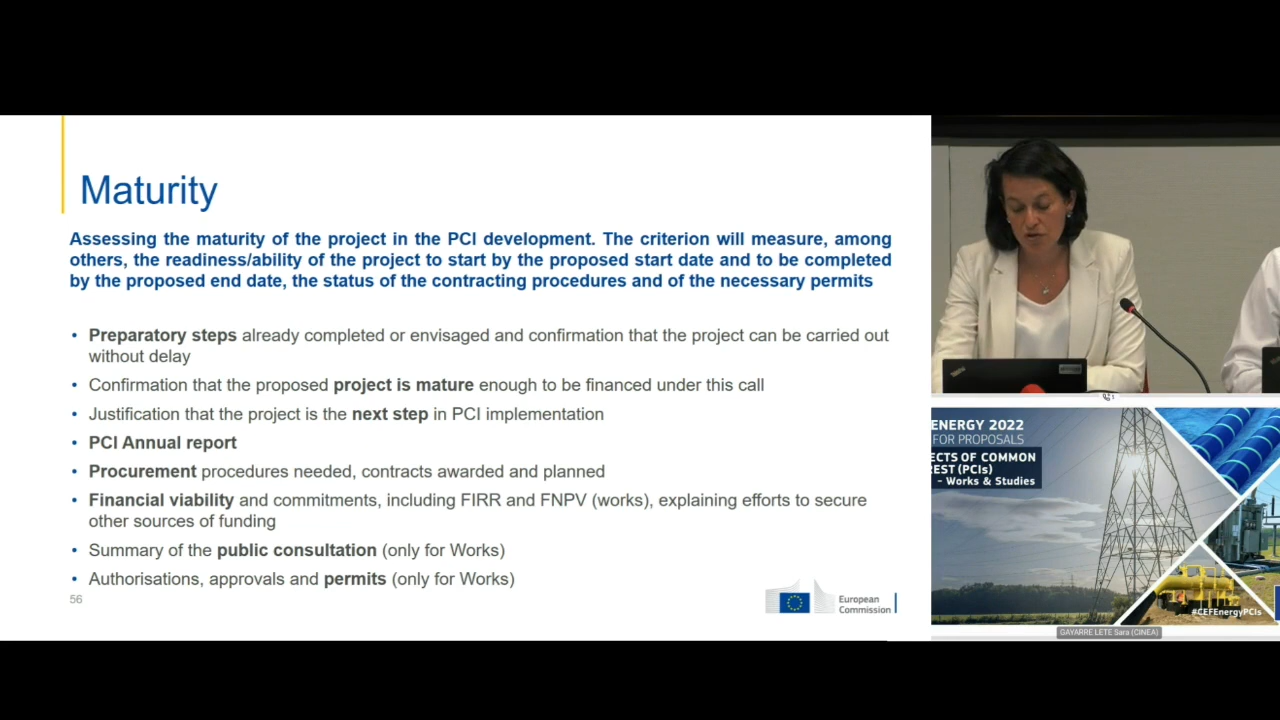 Maturity
Assessing the maturity of the project in the PCI development. The criterion will measure, among
others, the readiness/ability of the project to start by the proposed start date and to be completed
by the proposed end date, the status of the contracting procedures and of the necessary permits
• Preparatory steps already completed or envisaged and confirmation that the project can be carried out
without delay
• Confirmation that the proposed project is mature enough to be financed under this call
• Justification that the project is the next step in PCI implementation
• PCI Annual report
• Procurement procedures needed, contracts awarded and planned
• Financial viability and commitments, including FIRR and FNPV (works), explaining efforts to secure
other sources of funding
• Summary of the public consultation (only for Works)
• Authorisations, approvals and permits (only for Works)
56
European
Commission
ENERGY 2022
FOR PROPOSALS
ECTS OF COMMON
REST (PCIs)
- Works & Studies
#CEFEnergyPCIs
GAYARRE LETE Sara (CINEA)